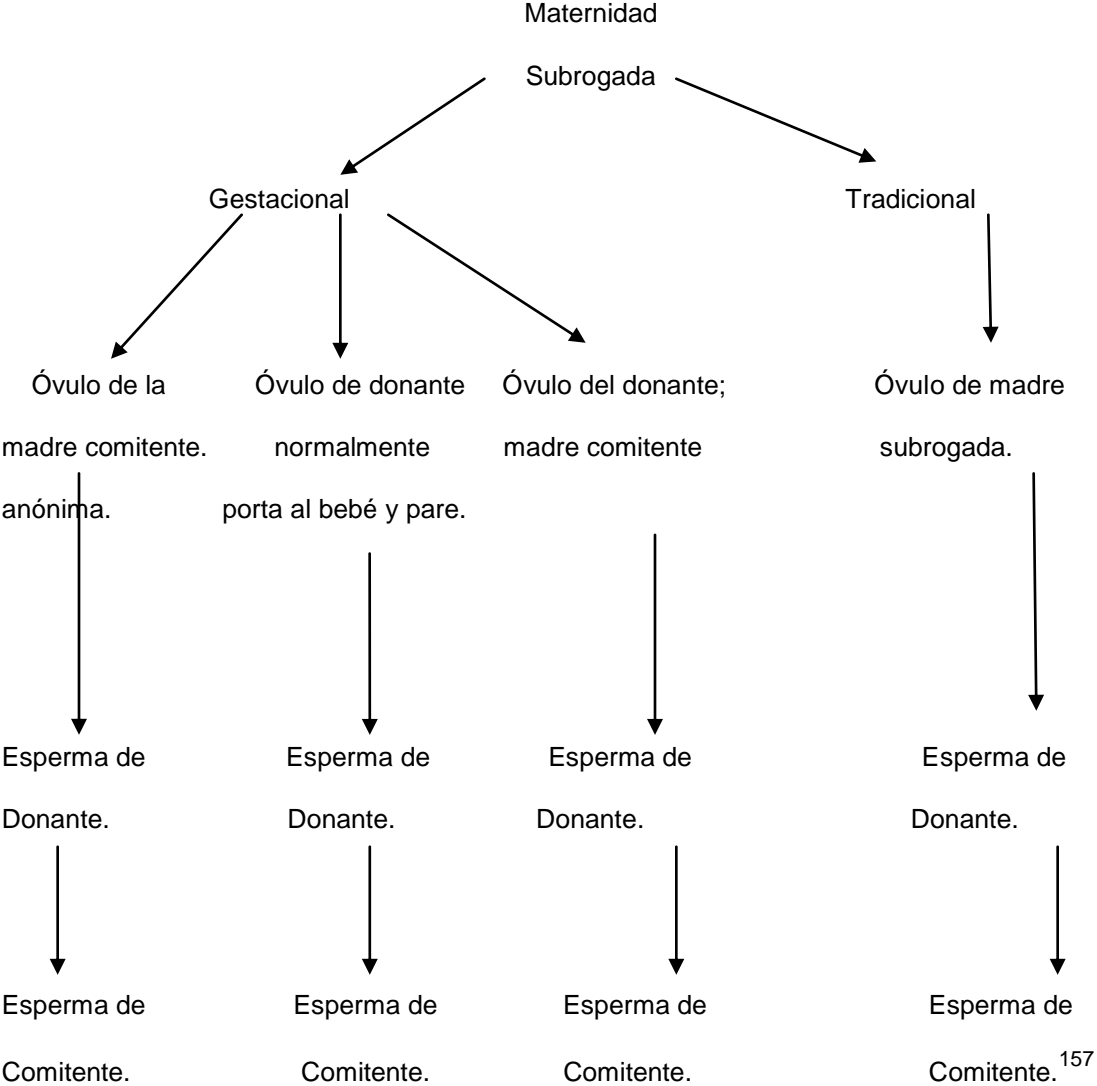 Maternidad
Subrogada
Gestacional Tradicional
Óvulo de la Óvulo de donante Óvulo del donante; Óvulo de madre
madre comitente. normalmente madre comitente subrogada.
anónima. porta al bebé y pare.
Esperma de Esperma de Esperma de Esperma de
Donante. Donante. Donante. Donante.
Esperma de Esperma de Esperma de Esperma de
Comitente. Comitente. Comitente. Comitente.157